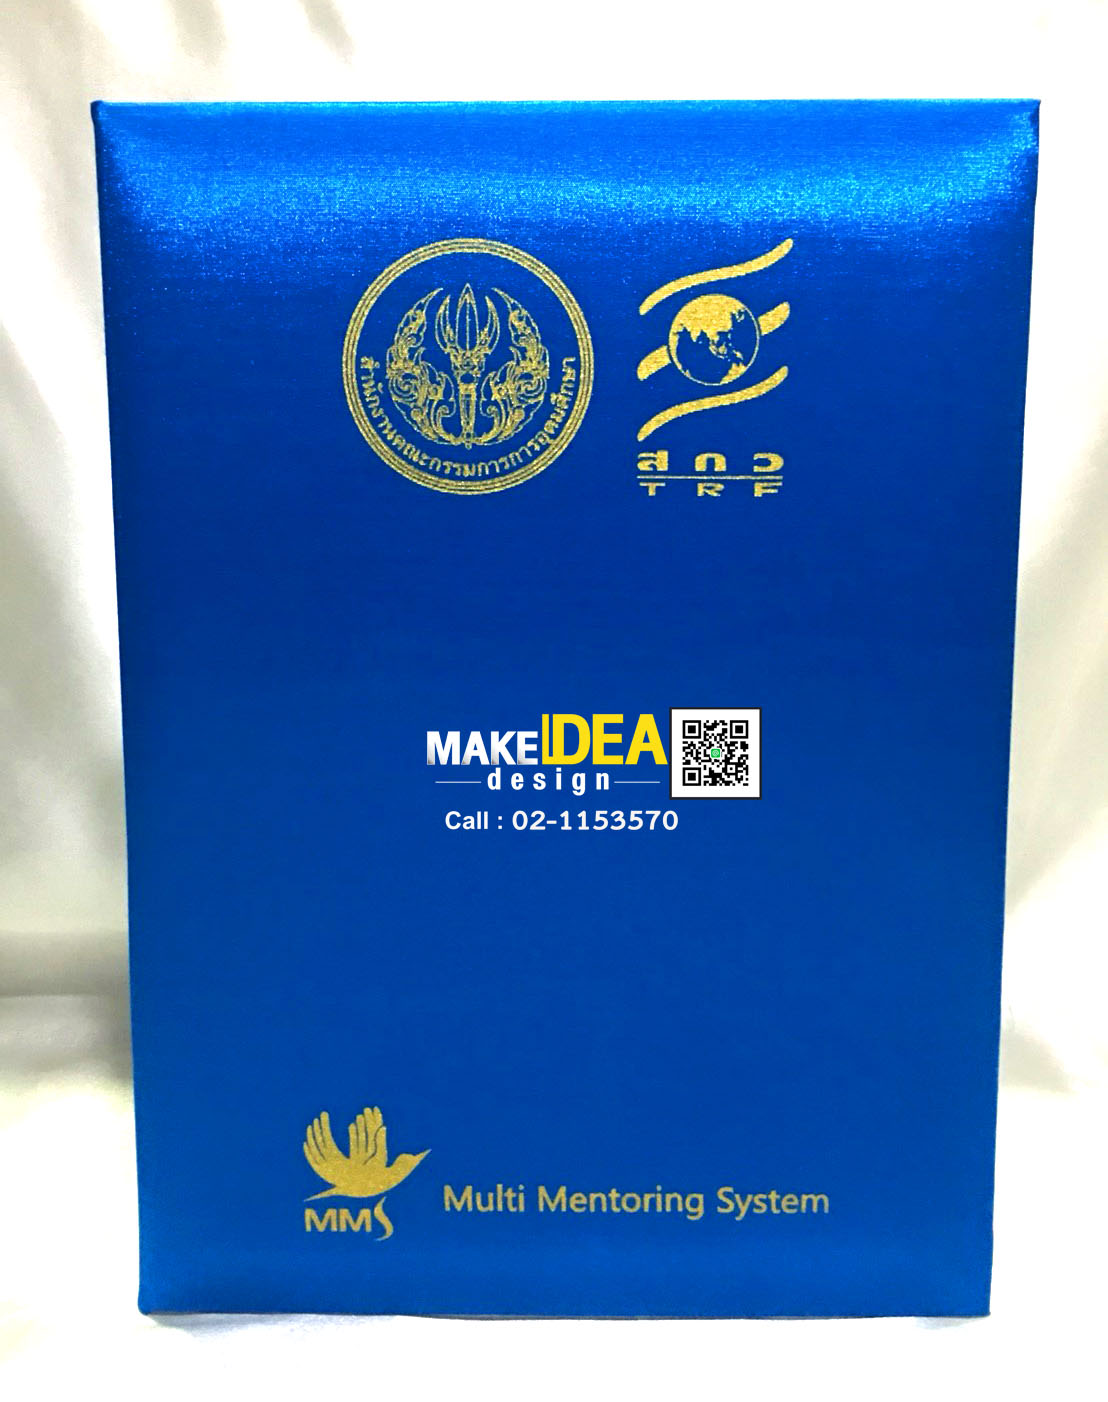 สำนักงานคณะกรรมการการอุดมศึกษา
สกว
TRF
MAKE IDEA
design
Call : 02-1153570
MMS
Multi Mentoring System